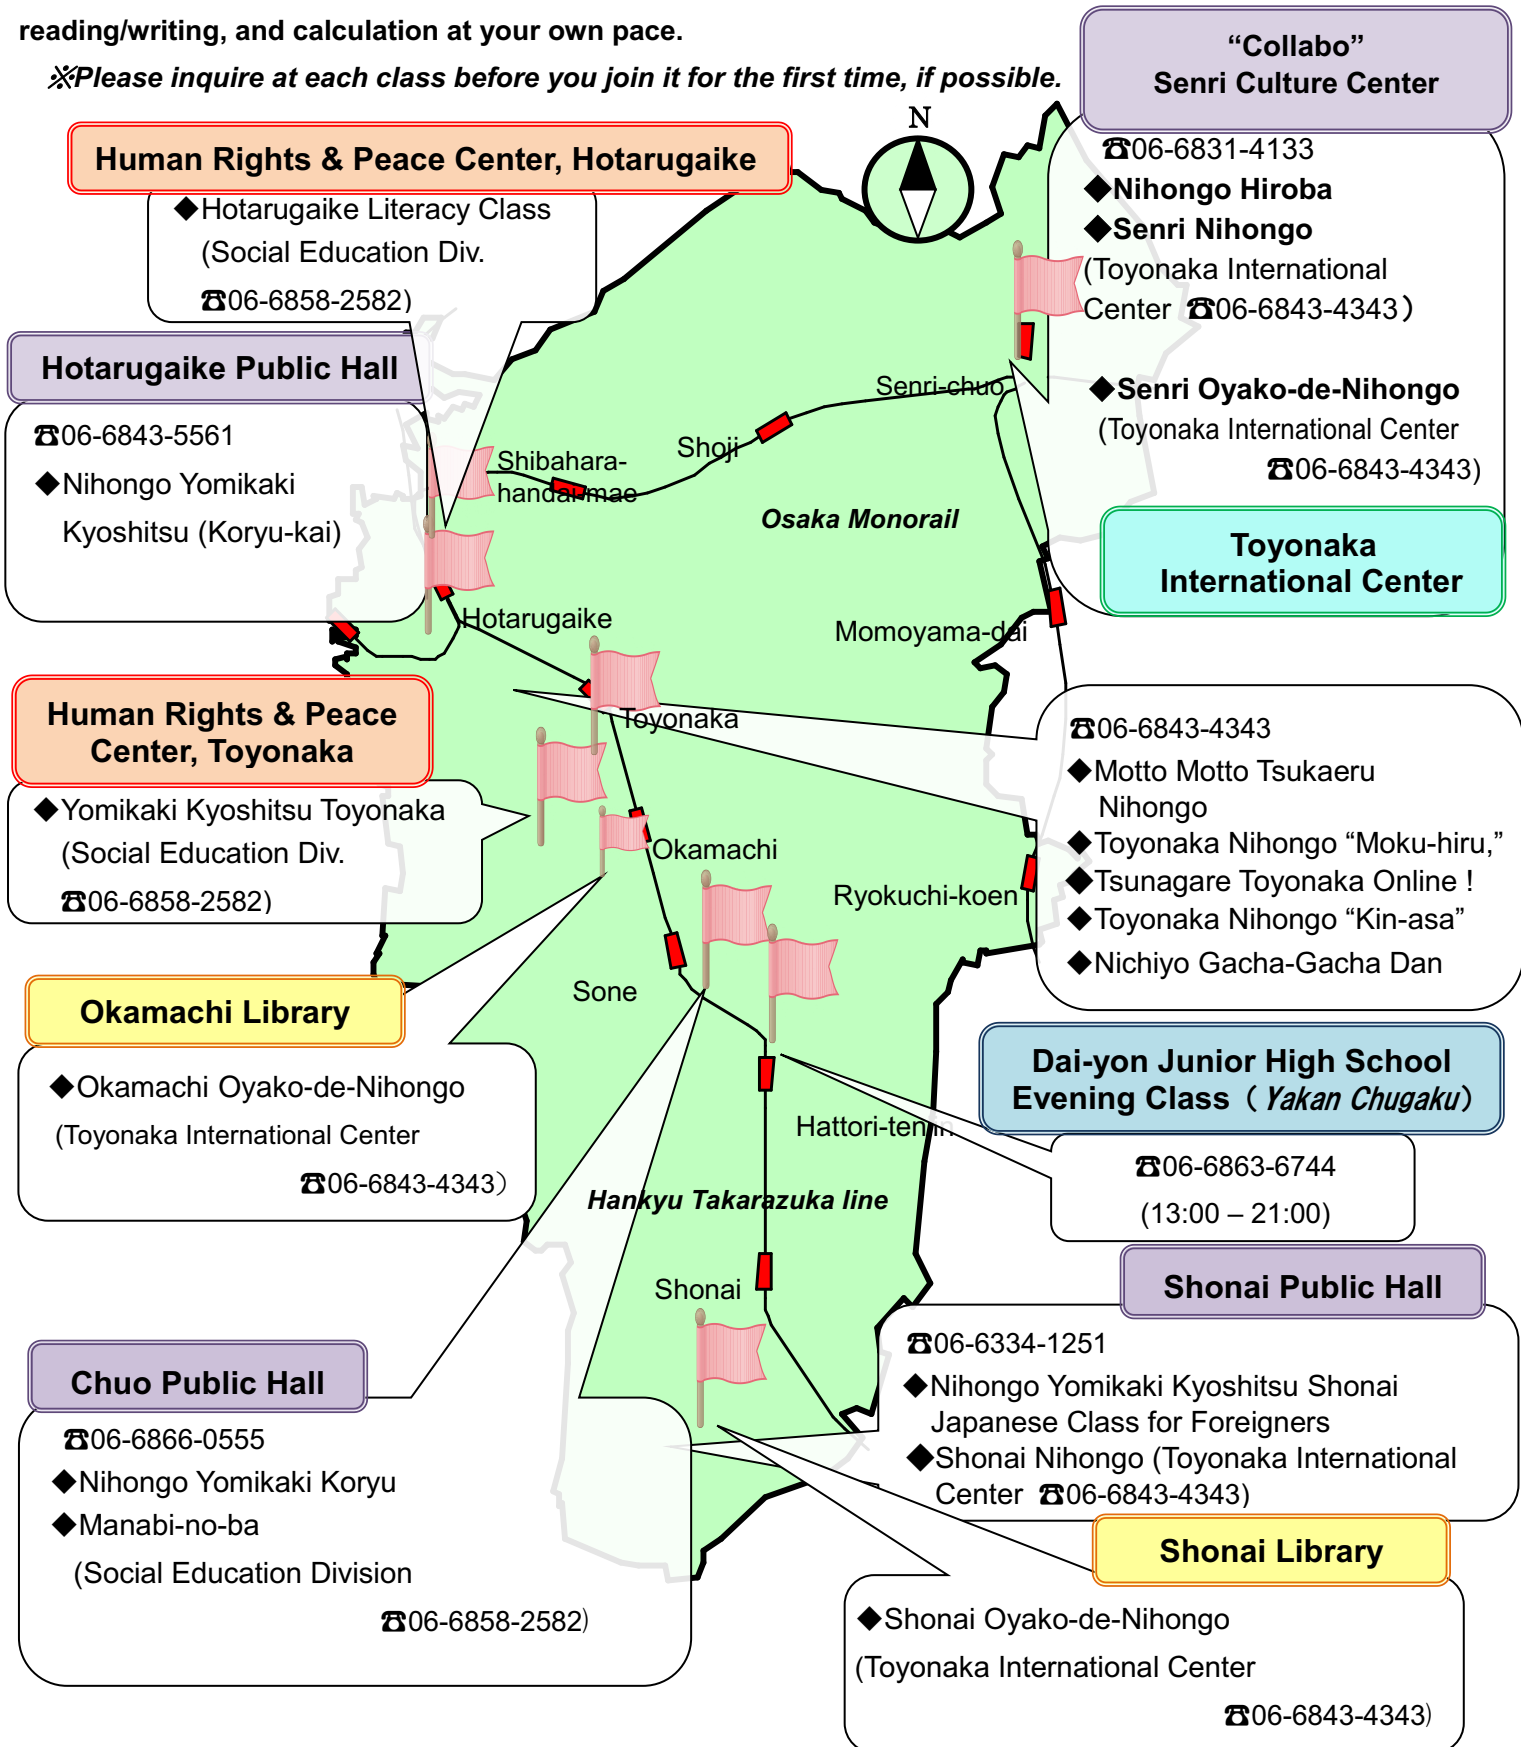 reading/writing, and calculation at your own pace.
※Please inquire at each class before you join it for the first time, if possible.
“Collabo”
Senri Culture Center
☎06-6831-4133
◆Nihongo Hiroba
◆Senri Nihongo
(Toyonaka International
Center ☎06-6843-4343）
◆Senri Oyako-de-Nihongo
(Toyonaka International Center
☎06-6843-4343)
N
Human Rights & Peace Center, Hotarugaike
◆Hotarugaike Literacy Class
(Social Education Div.
☎06-6858-2582)
Hotarugaike Public Hall
☎06-6843-5561
◆Nihongo Yomikaki
Kyoshitsu (Koryu-kai)
Senri-chuo
Shoji
Shibahara-
handai-mae
Osaka Monorail
Hotarugaike
Momoyama-dai
Toyonaka
International Center
☎06-6843-4343
◆Motto Motto Tsukaeru
Nihongo
◆Toyonaka Nihongo “Moku-hiru,”
◆Tsunagare Toyonaka Online !
◆Toyonaka Nihongo “Kin-asa”
◆Nichiyo Gacha-Gacha Dan
Human Rights & Peace
Center, Toyonaka
◆Yomikaki Kyoshitsu Toyonaka
(Social Education Div.
☎06-6858-2582)
Toyonaka
Okamachi
Ryokuchi-koen
Sone
Okamachi Library
◆Okamachi Oyako-de-Nihongo
(Toyonaka International Center
☎06-6843-4343）
Dai-yon Junior High School
Evening Class（Yakan Chugaku）
☎06-6863-6744
(13:00 – 21:00)
Hattori-ten in
Hankyu Takarazuka line
Shonai
Shonai Public Hall
☎06-6334-1251
◆Nihongo Yomikaki Kyoshitsu Shonai
Japanese Class for Foreigners
◆Shonai Nihongo (Toyonaka International
Center ☎06-6843-4343)
Chuo Public Hall
☎06-6866-0555
◆Nihongo Yomikaki Koryu
◆Manabi-no-ba
(Social Education Division
☎06-6858-2582)
Shonai Library
◆Shonai Oyako-de-Nihongo
(Toyonaka International Center
☎06-6843-4343)